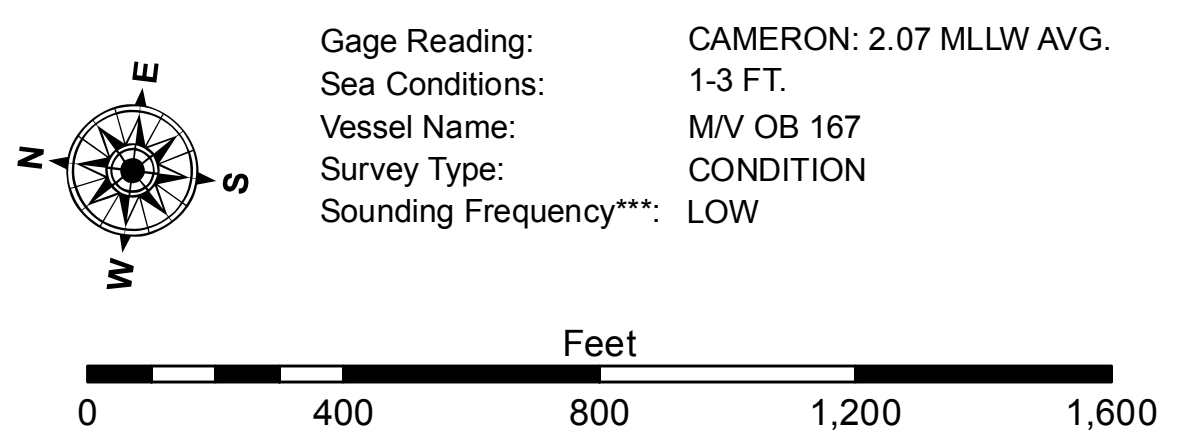 E
N
S
W
Gage Reading: CAMERON: 2.07 MLLW AVG.
Sea Conditions: 1-3 FT.
Vessel Name: M/V OB 167
Survey Type: CONDITION
Sounding Frequency***: LOW
Feet
0 400 800 1,200 1,600